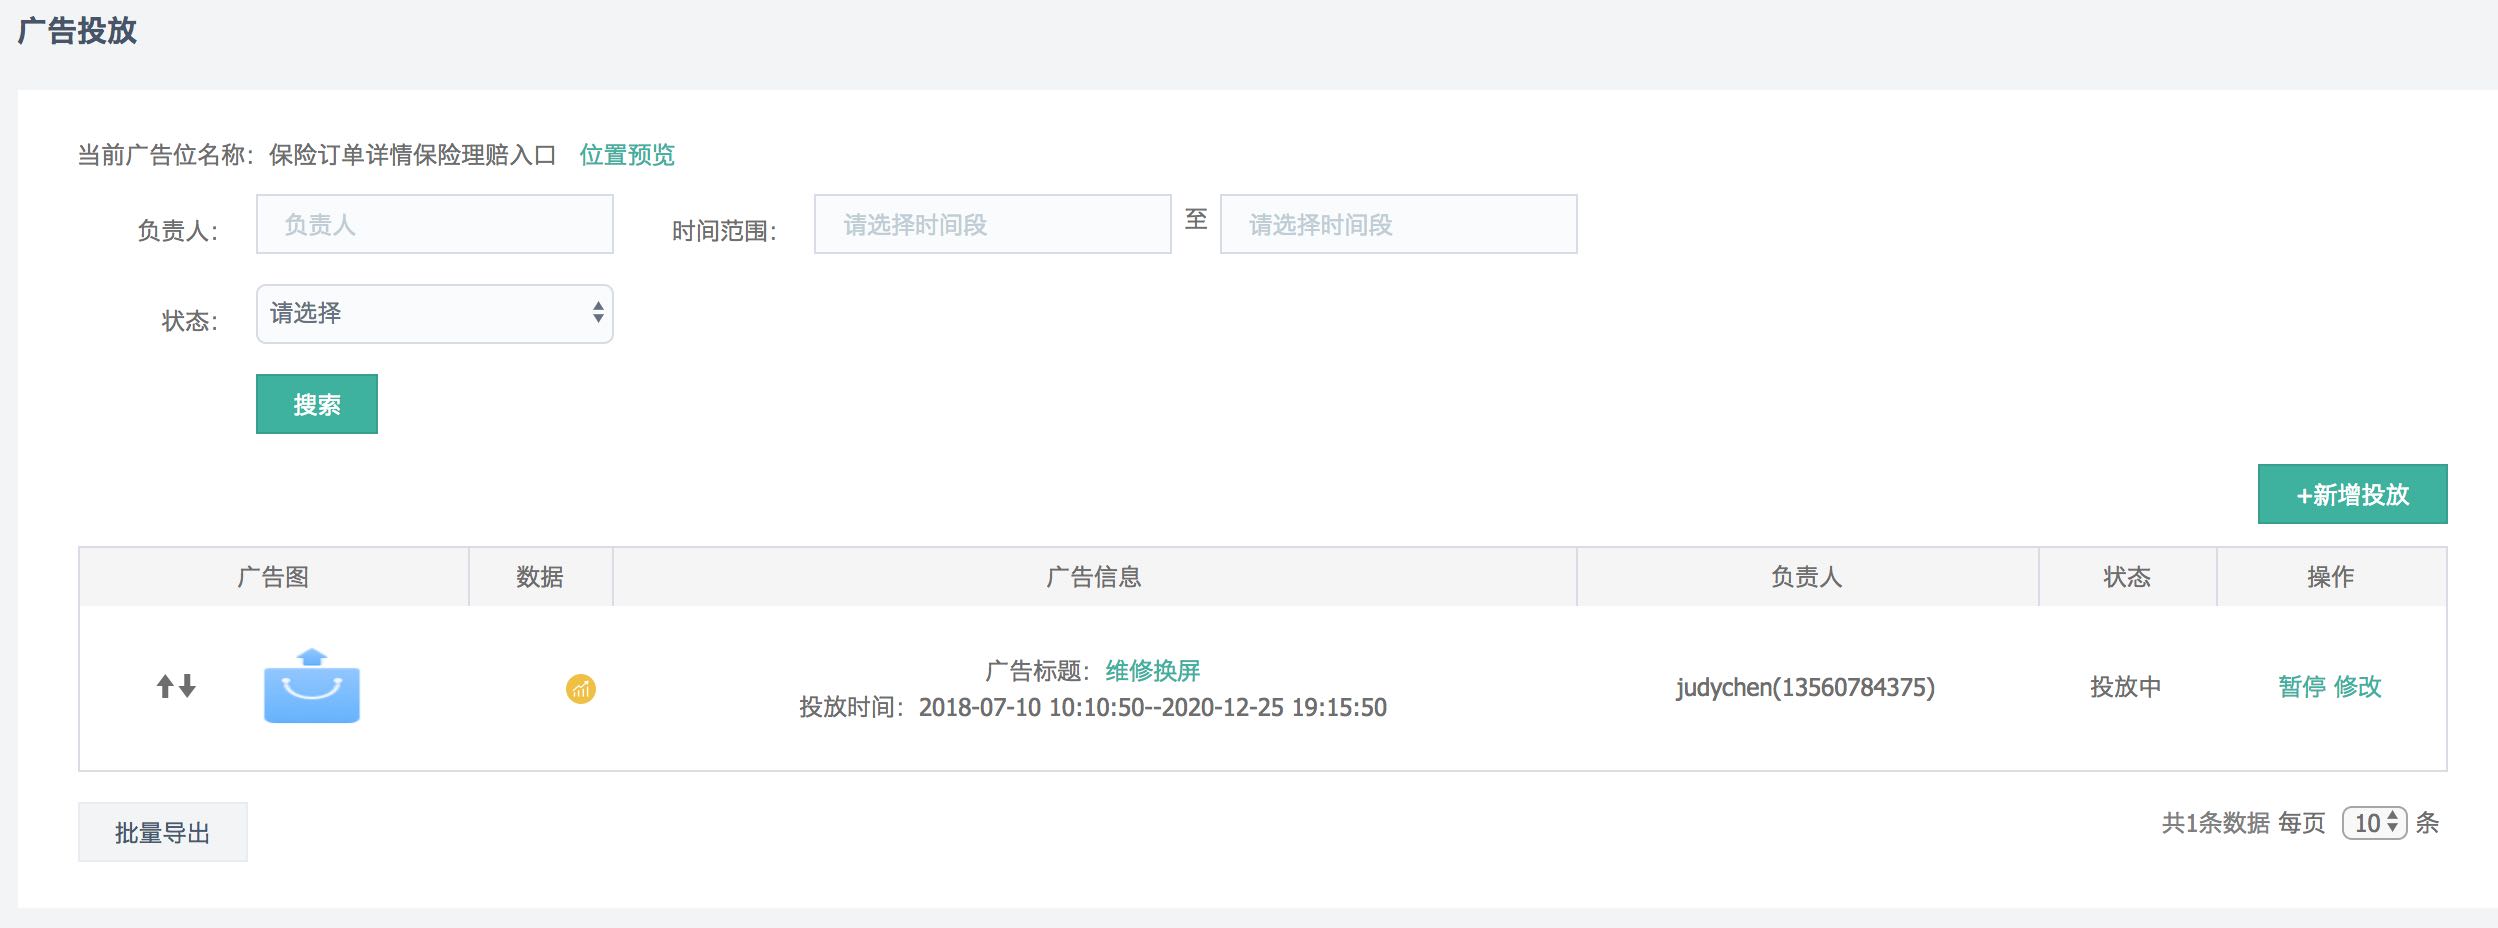 广告投放
当前广告位名称：保险订单详情保险理赔入口 位置预览
负责人： 负责人 时间范围： 请选择时间段 至 请选择时间段
状态： 请选择
搜索
+新增投放
广告图 数据 广告信息 负责人 状态 操作
广告标题：维修换屏
投放时间：2018-07-10 10:10:50--2020-12-25 19:15:50
judychen(13560784375) 投放中 暂停 修改
批量导出 共1条数据 每页 10 条